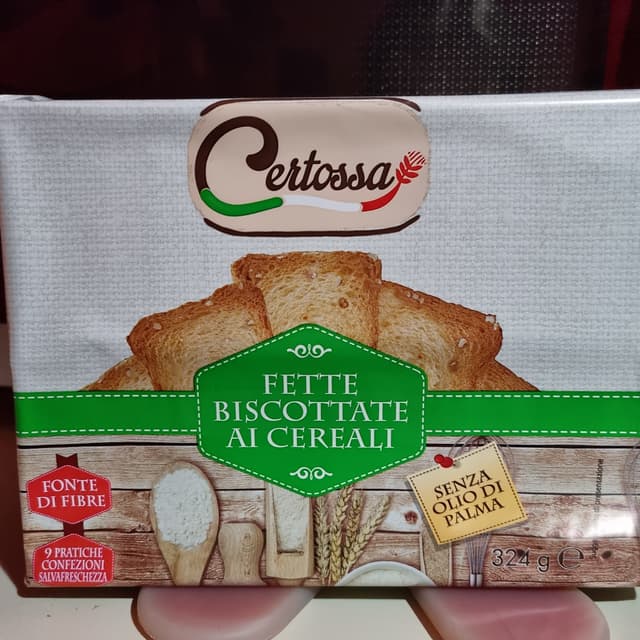 Certossa
FETTE
BISCOTTATE
AI CEREALI
FONTE
DI FIBRE
9 PRATICHE
CONFEZIONI
SALVAFRESCHEZZA
SENZA
OLIO DI
PALMA
324 g ℮